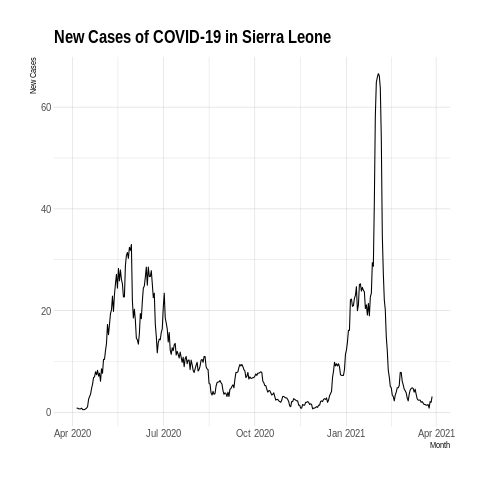 New Cases of COVID-19 in Sierra Leone
New Cases
60
40
20
0
Apr 2020 Jul 2020 Oct 2020 Jan 2021 Apr 2021
Month